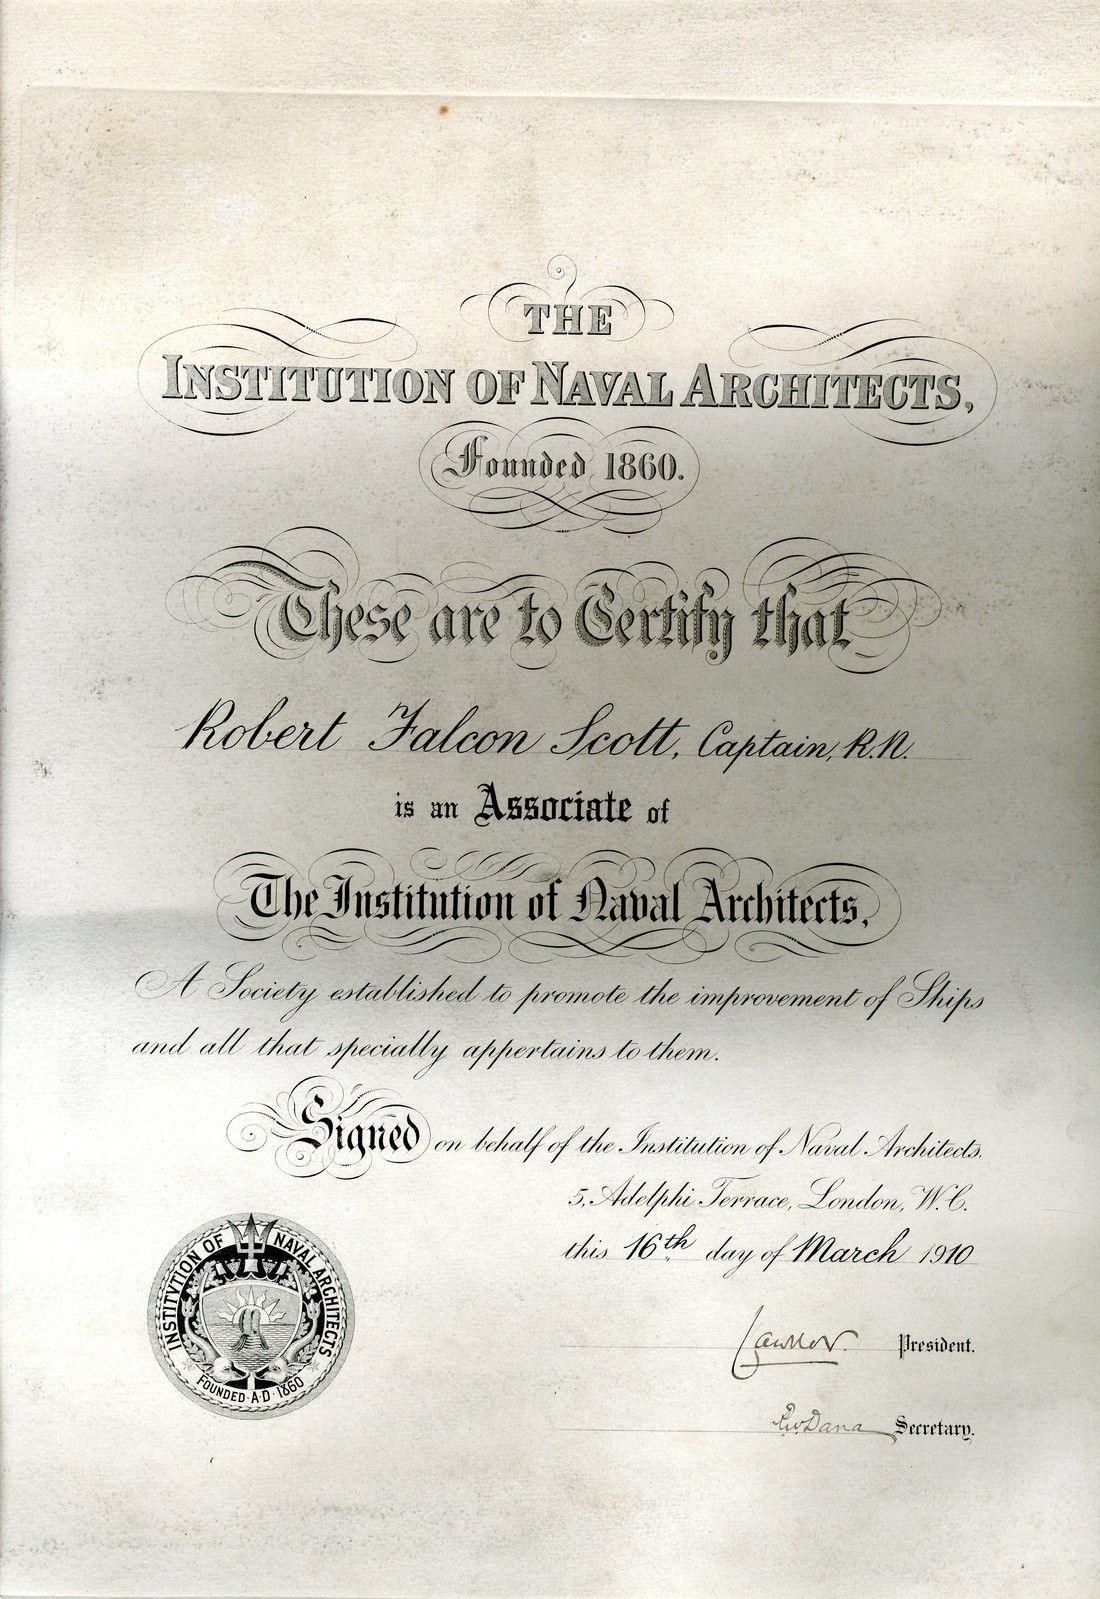 THE
INSTITUTION OF NAVAL ARCHITECTS,
Founded 1860.
These are to Certify that
Robert Falcon Scott, Captain, R.N.
is an Associate of
The Institution of Naval Architects,
A Society established to promote the improvement of Ships
and all that specially appertains to them.
Signed on behalf of the Institution of Naval Architects,
5, Adelphi Terrace, London, W.C.
this 16th day of March 1910
INSTITVTION OF NAVAL ARCHITECTS
FOUNDED·A·D·1860
President.
R.W. Dana Secretary.